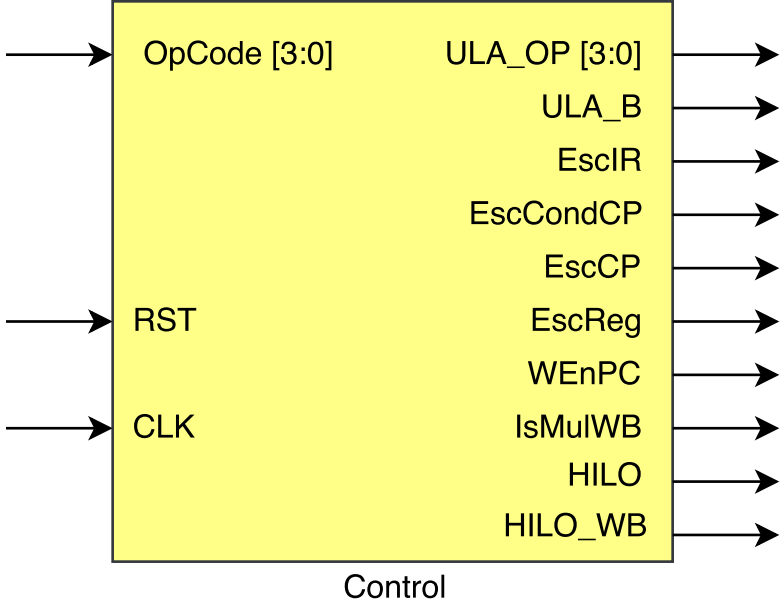 OpCode [3:0] ULA_OP [3:0]
ULA_B
EscIR
EscCondCP
EscCP
RST EscReg
WEnPC
CLK IsMulWB
HILO
HILO_WB
Control